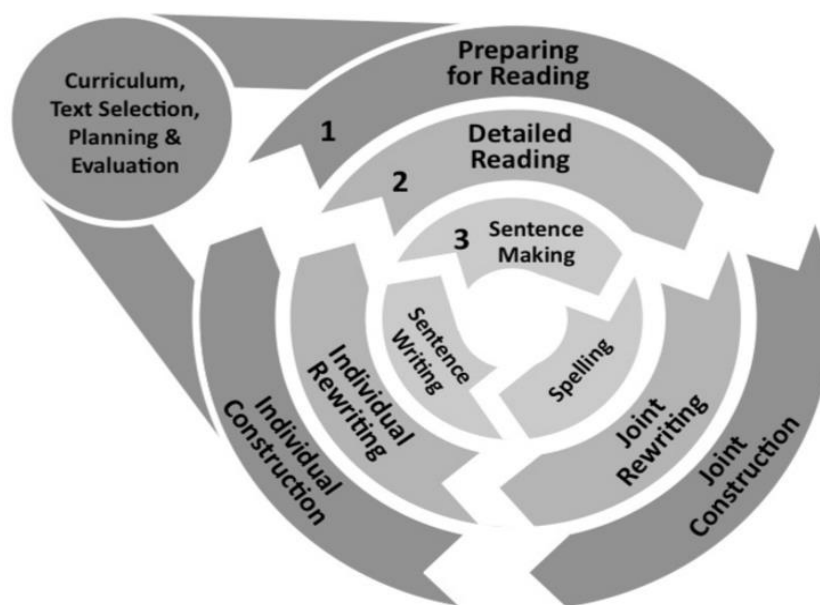 Curriculum,
Text Selection,
Planning &
Evaluation
Preparing
for Reading
1
Detailed
Reading
2
Sentence
Making
3
Spelling
Sentence
Writing
Joint
Rewriting
Individual
Rewriting
Joint
Construction
Individual
Construction